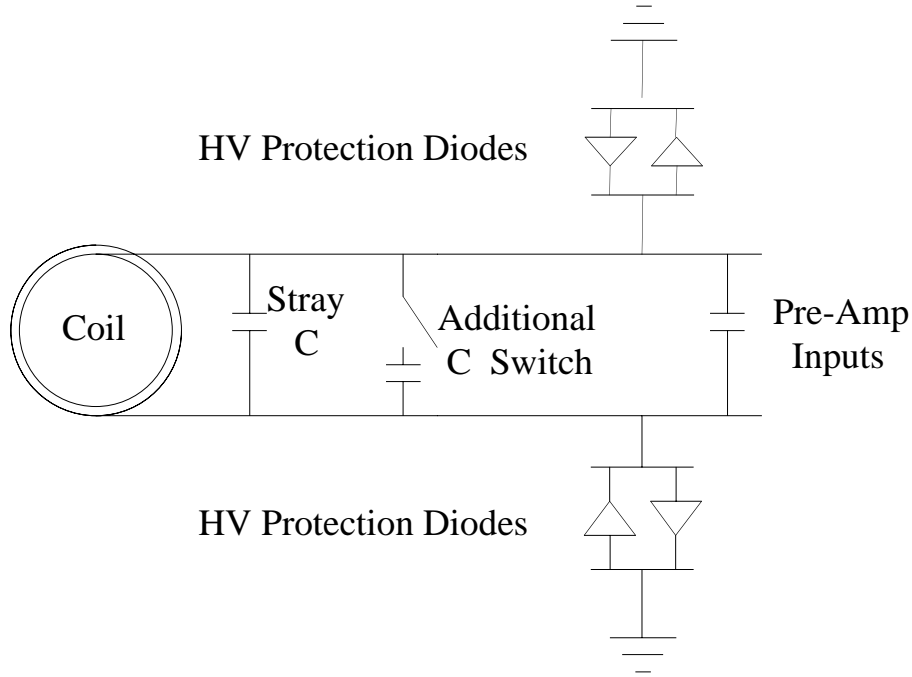 HV Protection Diodes
Coil
Stray
C
Additional
C Switch
Pre-Amp
Inputs
HV Protection Diodes